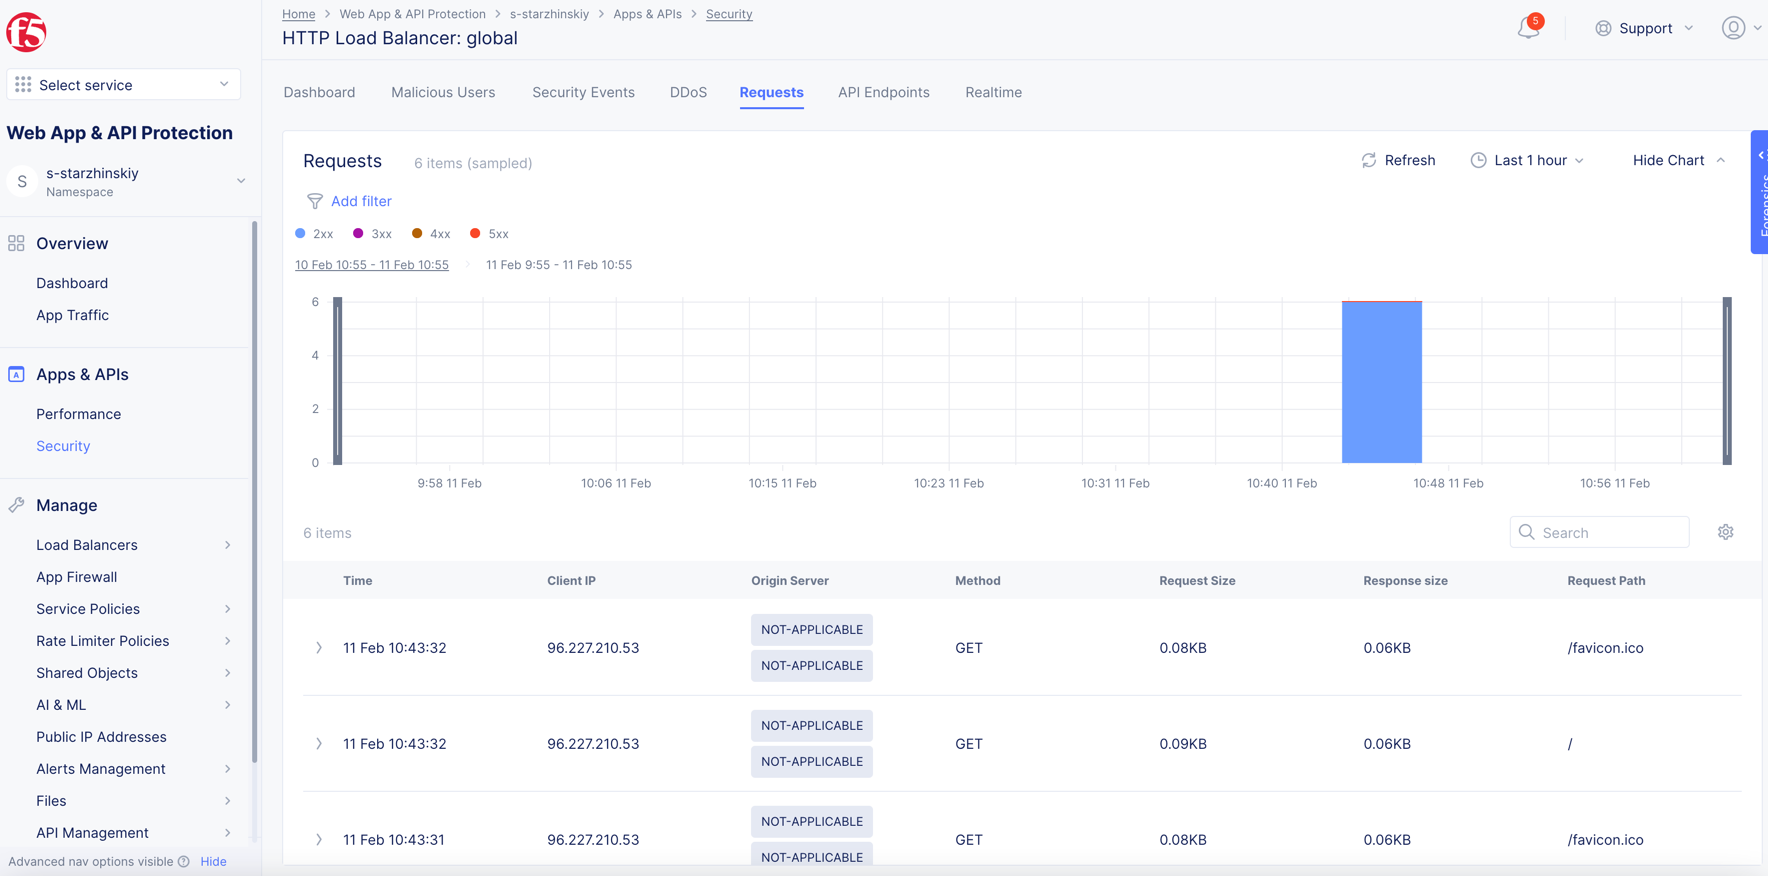 f5
Home > Web App & API Protection > s-starzhinskiy > Apps & APIs > Security
HTTP Load Balancer: global
5
Support
Select service
Web App & API Protection
S
s-starzhinskiy
Namespace
Overview
Dashboard
App Traffic
Apps & APIs
Performance
Security
Manage
Load Balancers
App Firewall
Service Policies
Rate Limiter Policies
Shared Objects
AI & ML
Public IP Addresses
Alerts Management
Files
API Management
Advanced nav options visible Hide
Dashboard Malicious Users Security Events DDoS Requests API Endpoints Realtime
Requests 6 items (sampled) Refresh Last 1 hour Hide Chart
Forensics
Add filter
2xx 3xx 4xx 5xx
10 Feb 10:55 - 11 Feb 10:55 > 11 Feb 9:55 - 11 Feb 10:55
6
4
2
0
9:58 11 Feb 10:06 11 Feb 10:15 11 Feb 10:23 11 Feb 10:31 11 Feb 10:40 11 Feb 10:48 11 Feb 10:56 11 Feb
6 items Search
Time Client IP Origin Server Method Request Size Response size Request Path
NOT-APPLICABLE
11 Feb 10:43:32 96.227.210.53 GET 0.08KB 0.06KB /favicon.ico
NOT-APPLICABLE
NOT-APPLICABLE
11 Feb 10:43:32 96.227.210.53 GET 0.09KB 0.06KB /
NOT-APPLICABLE
NOT-APPLICABLE
11 Feb 10:43:31 96.227.210.53 GET 0.08KB 0.06KB /favicon.ico
NOT-APPLICABLE